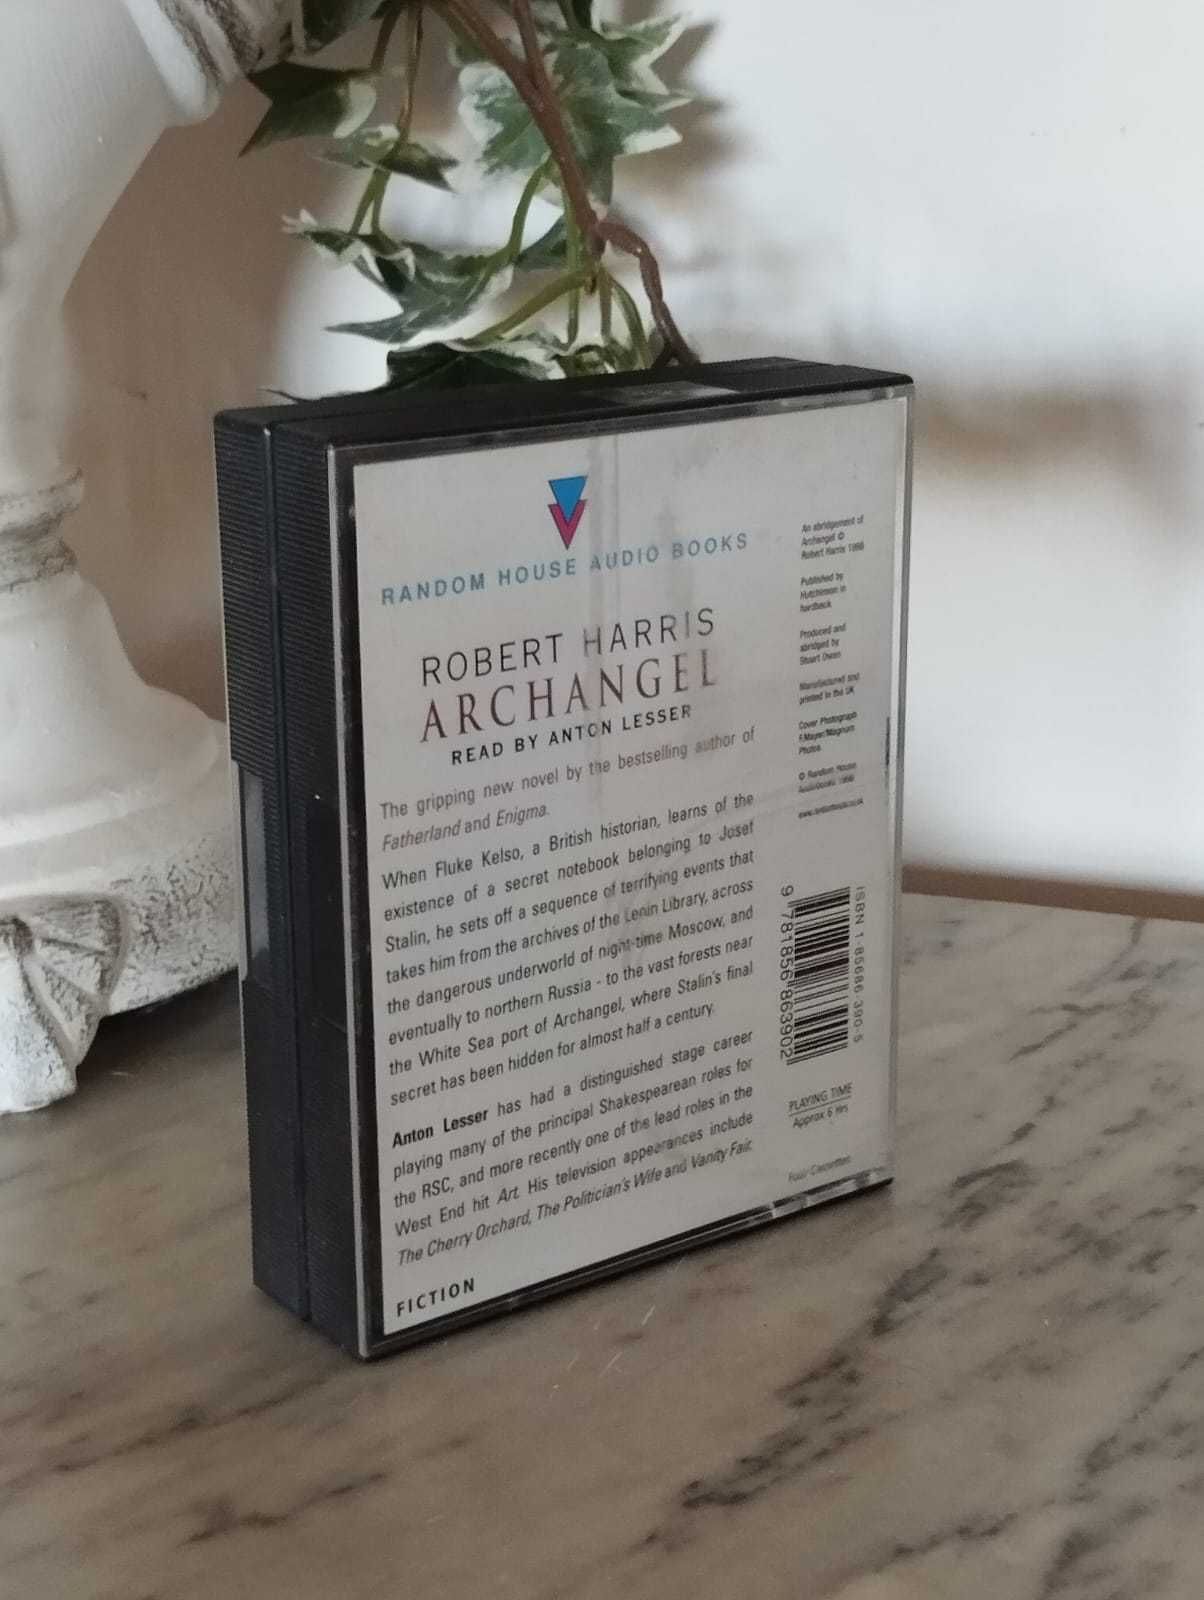 RANDOM HOUSE AUDIO BOOKS
ROBERT HARRIS
ARCHANGEL
READ BY ANTON LESSER
The gripping new novel by the bestselling author of
Fatherland and Enigma.
When Fluke Kelso, a British historian, learns of the
existence of a secret notebook belonging to Josef
Stalin, he sets off a sequence of terrifying events that
takes him from the archives of the Lenin Library, across
the dangerous underworld of night-time Moscow, and
eventually to northern Russia - to the vast forests near
the White Sea port of Archangel, where Stalin's final
secret has been hidden for almost half a century.
Anton Lesser has had a distinguished stage career
playing many of the principal Shakespearean roles for
the RSC, and more recently one of the lead roles in the
West End hit Art. His television appearances include
The Cherry Orchard, The Politician's Wife and Vanity Fair.
FICTION
An abridgement of
Archangel ©
Robert Harris 1998
Published by
Hutchinson in
hardback
Produced and
abridged by
Stuart Owen
Manufactured and
printed in the UK
Cover Photograph
F.Mayer/Magnum
Photos
© Random House
Audiobooks 1998
www.randomhouse.co.uk
ISBN 1-85686-390-5
9 781856 863902
PLAYING TIME
Approx 6 Hrs
Four Cassettes